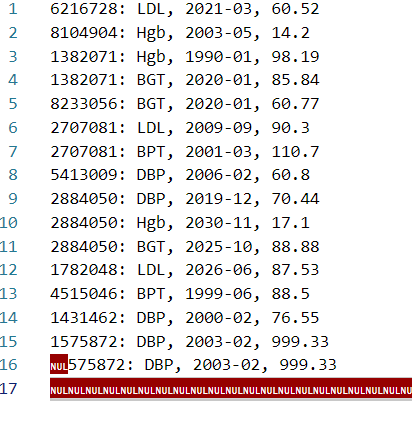 1 6216728: LDL, 2021-03, 60.52
2 8104904: Hgb, 2003-05, 14.2
3 1382071: Hgb, 1990-01, 98.19
4 1382071: BGT, 2020-01, 85.84
5 8233056: BGT, 2020-01, 60.77
6 2707081: LDL, 2009-09, 90.3
7 2707081: BPT, 2001-03, 110.7
8 5413009: DBP, 2006-02, 60.8
9 2884050: DBP, 2019-12, 70.44
10 2884050: Hgb, 2030-11, 17.1
11 2884050: BGT, 2025-10, 88.88
12 1782048: LDL, 2026-06, 87.53
13 4515046: BPT, 1999-06, 88.5
14 1431462: DBP, 2000-02, 76.55
15 1575872: DBP, 2003-02, 999.33
16 NUL575872: DBP, 2003-02, 999.33
17 NULNULNULNULNULNULNULNULNULNULNULNULNULNULNULNULNULNULNULNUL